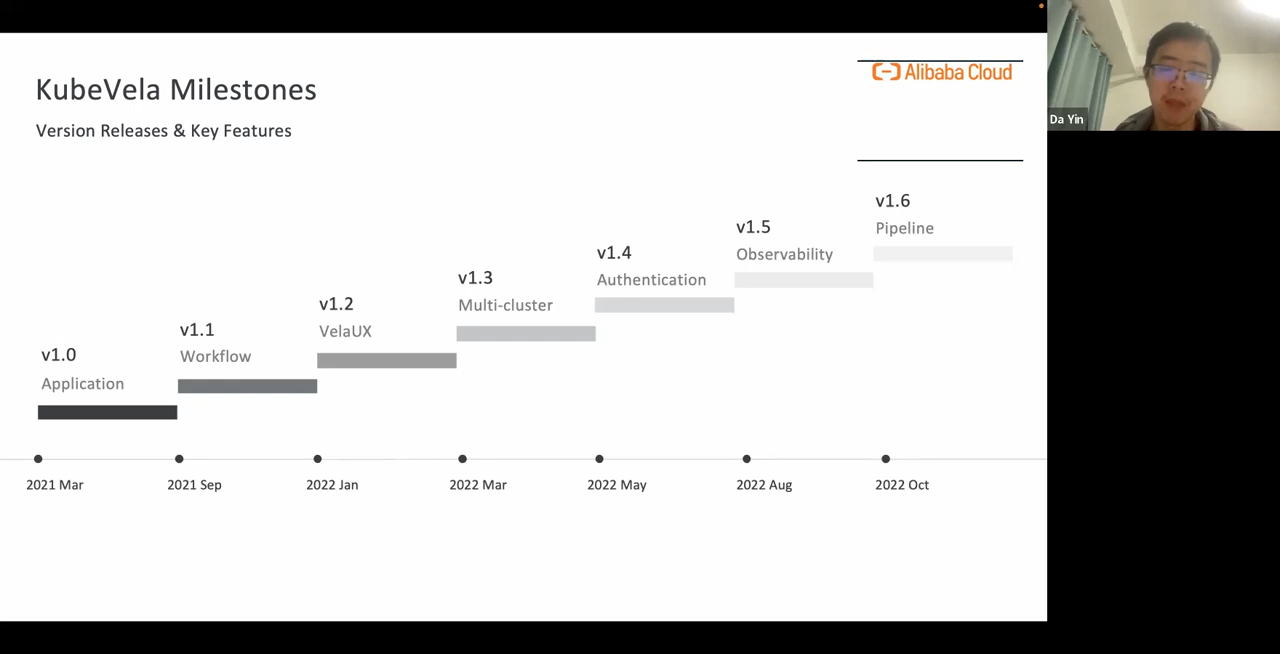 KubeVela Milestones
Version Releases & Key Features
Alibaba Cloud
Da Yin
v1.6
Pipeline
v1.5
Observability
v1.4
Authentication
v1.3
Multi-cluster
v1.2
VelaUX
v1.1
Workflow
v1.0
Application
2021 Mar
2021 Sep
2022 Jan
2022 Mar
2022 May
2022 Aug
2022 Oct